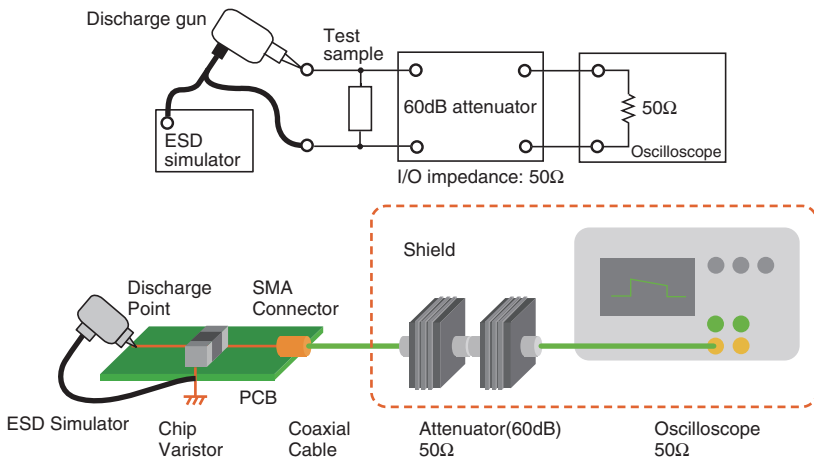 Discharge gun
Test
sample
ESD
simulator
60dB attenuator
50Ω
Oscilloscope
I/O impedance: 50Ω
Shield
Discharge
Point
SMA
Connector
PCB
ESD Simulator
Chip
Varistor
Coaxial
Cable
Attenuator(60dB)
50Ω
Oscilloscope
50Ω